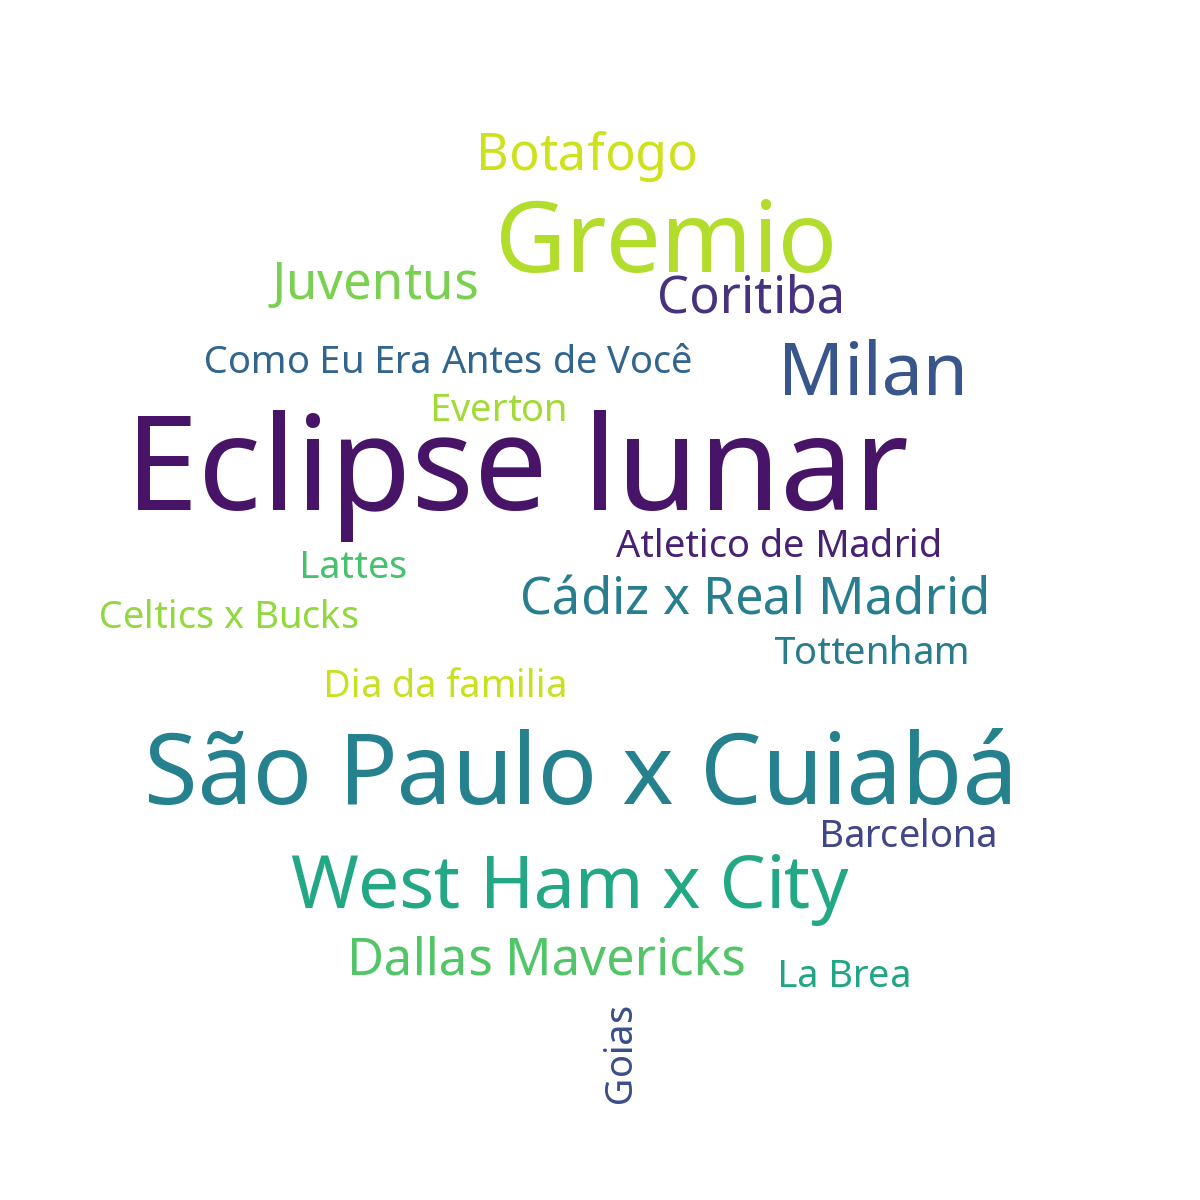 Botafogo
Gremio
Juventus
Coritiba
Como Eu Era Antes de Você
Milan
Everton
Eclipse lunar
Atletico de Madrid
Lattes
Cádiz x Real Madrid
Celtics x Bucks
Tottenham
Dia da familia
São Paulo x Cuiabá
Barcelona
West Ham x City
Dallas Mavericks
La Brea
Goias